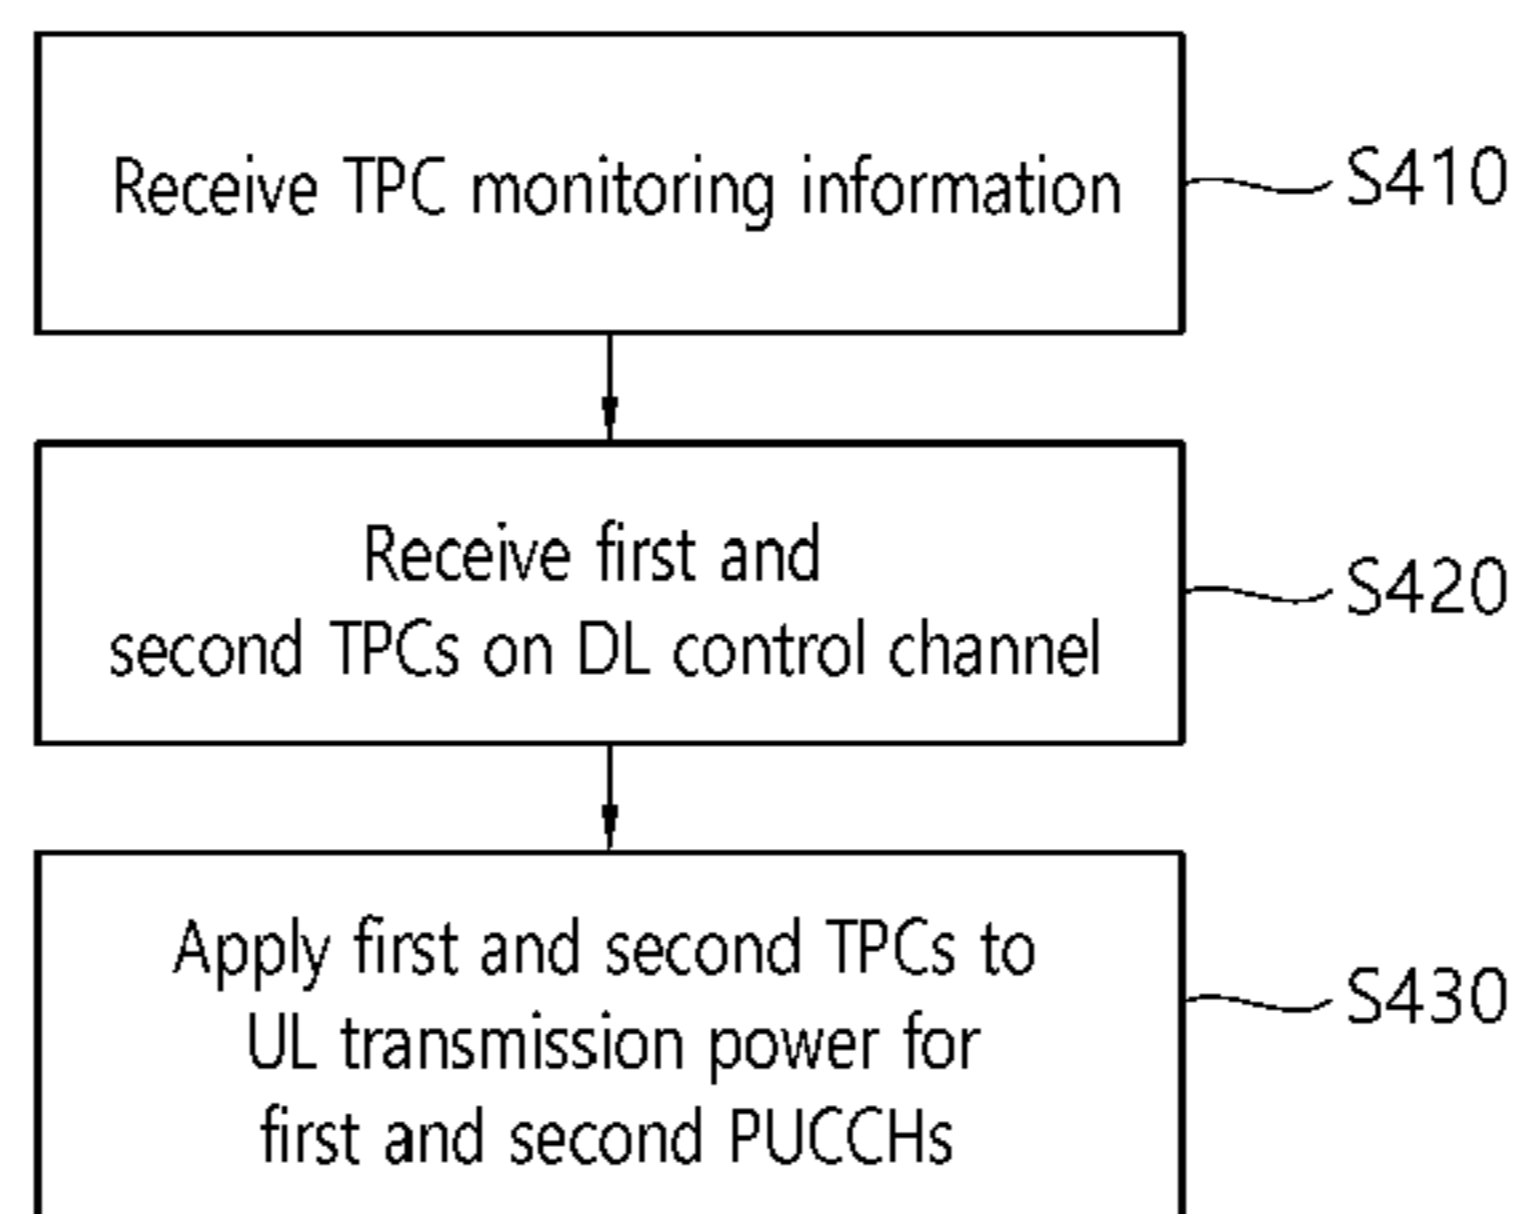 Receive TPC monitoring information
S410
Receive first and
second TPCs on DL control channel
S420
Apply first and second TPCs to
UL transmission power for
first and second PUCCHs
S430